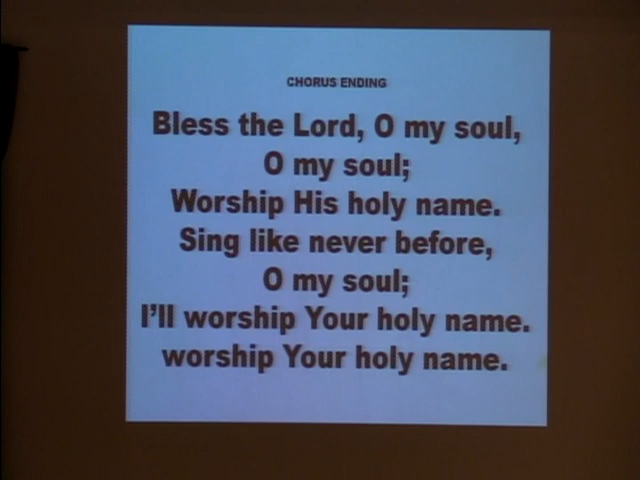 CHORUS ENDING
Bless the Lord, O my soul,
O my soul;
Worship His holy name.
Sing like never before,
O my soul;
I'll worship Your holy name.
worship Your holy name.